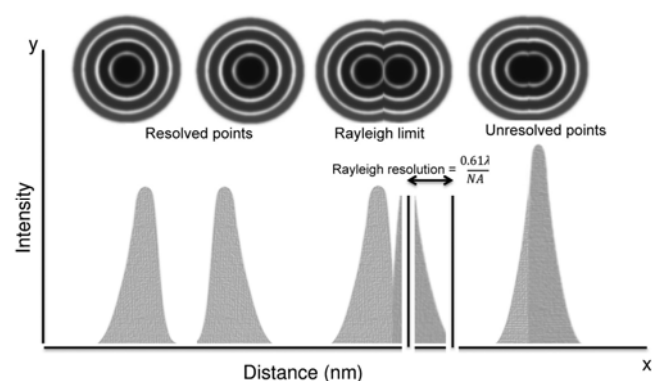 y
Resolved points
Rayleigh limit
Unresolved points
Rayleigh resolution = 0.61λ/NA
Intensity
Distance (nm)
x